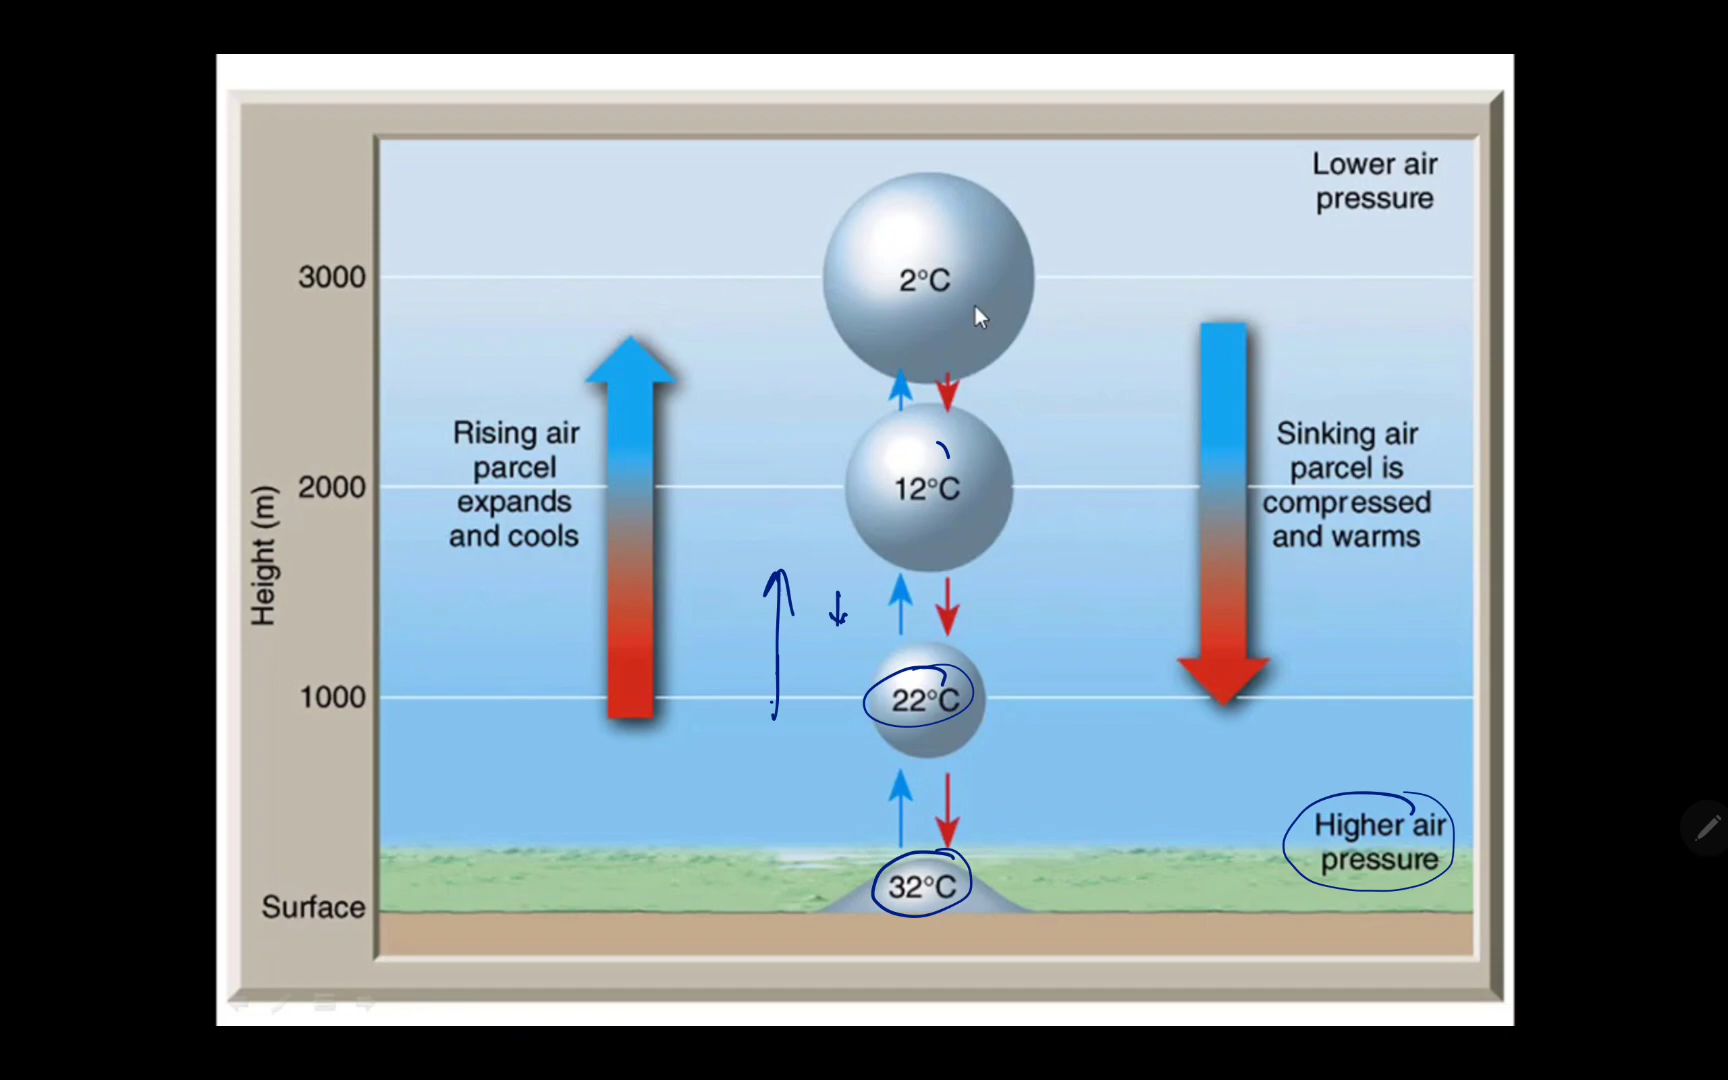 Lower air
pressure
3000
2°C
Rising air
parcel
expands
and cools
Sinking air
parcel is
compressed
and warms
2000
12°C
Height (m)
1000
22°C
Higher air
pressure
32°C
Surface